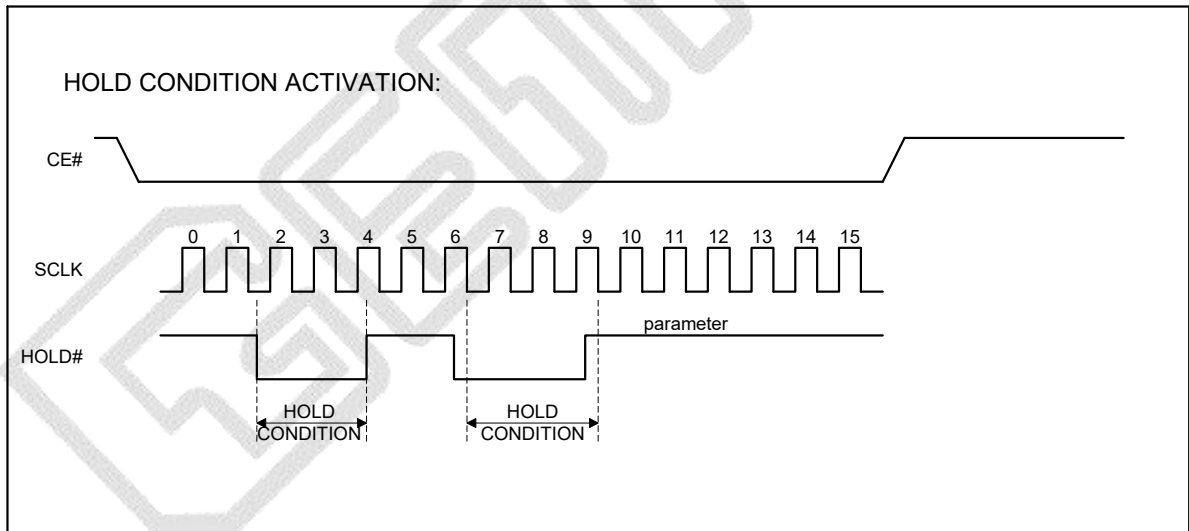 HOLD CONDITION ACTIVATION:
CE#
0 1 2 3 4 5 6 7 8 9 10 11 12 13 14 15
SCLK
parameter
HOLD#
HOLD CONDITION
HOLD CONDITION